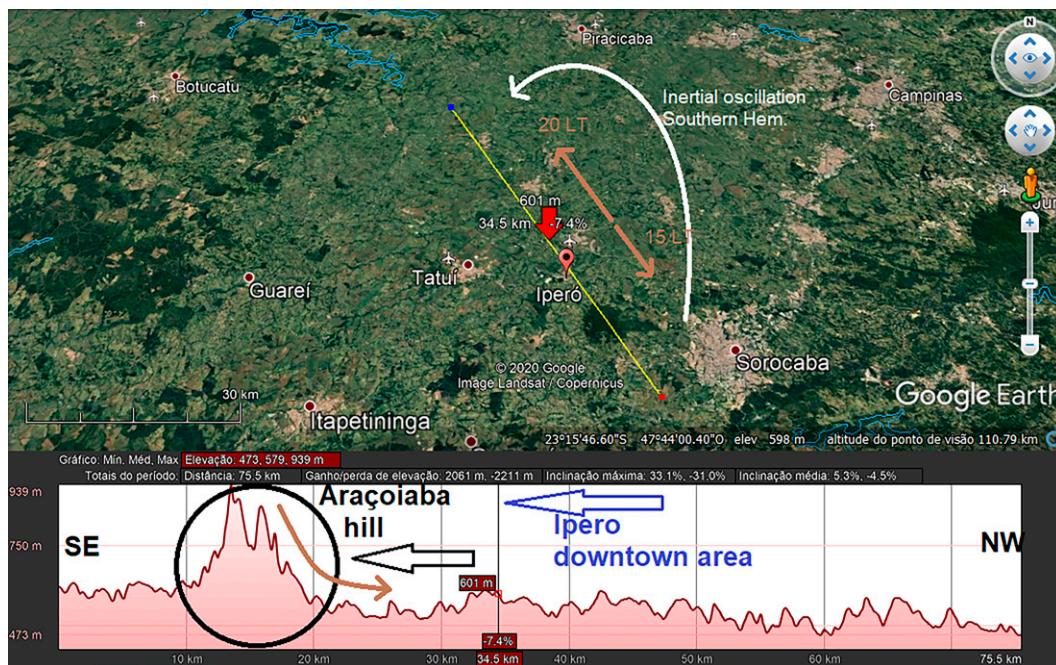 Piracicaba
N
Botucatu
Inertial oscillation
Southern Hem.
Campinas
20 LT
601 m
34.5 km -7.4%
15 LT
Guareí
Tatuí
Iperó
Sorocaba
© 2020 Google
Image Landsat / Copernicus
Google Earth
30 km
Itapetininga
23°15'46.60"S 47°44'00.40"O elev 598 m altitude do ponto de visão 110.79 km
Gráfico: Mín, Méd, Max Elevação: 473, 579, 939 m
Totais do período: Distância: 75.5 km Ganho/perda de elevação: 2061 m, -2211 m Inclinação máxima: 33.1%, -31.0% Inclinação média: 5.3%, -4.5%
939 m
Araçoiaba
hill
Ipero
downtown area
SE
750 m
NW
601 m
473 m
-7.4%
10 km 20 km 30 km 34.5 km 40 km 50 km 60 km 75.5 km